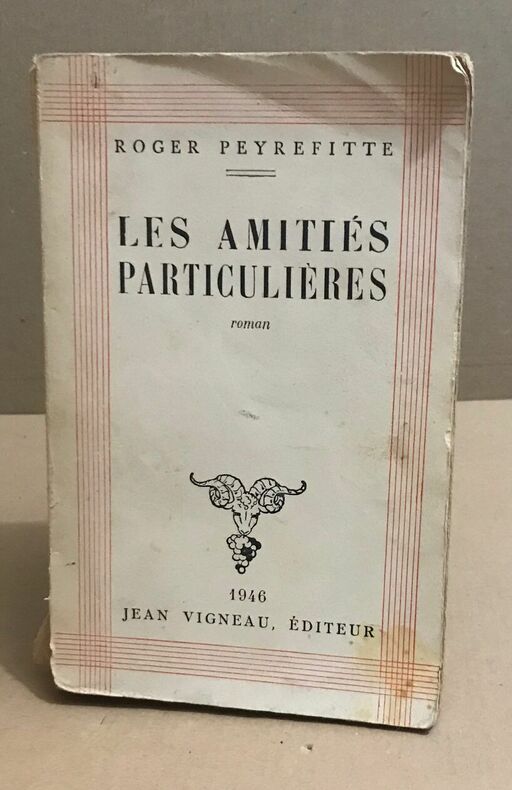 ROGER PEYREFITTE
LES AMITIÉS
PARTICULIÈRES
roman
1946
JEAN VIGNEAU, ÉDITEUR